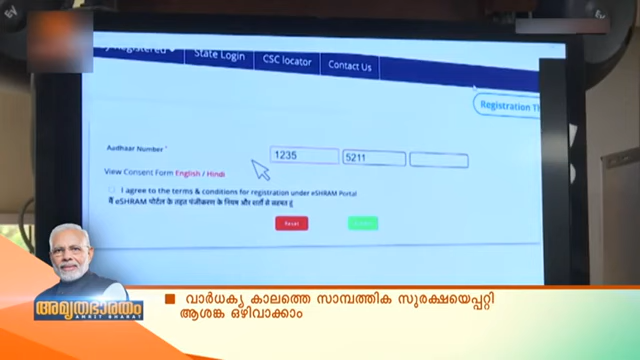 State Login
CSC locator
Contact Us
Registration
Aadhaar Number *
1235
5211
View Consent Form English / Hindi
I agree to the terms & conditions for registration under eSHRAM Portal
मैं eSHRAM पोर्टल के तहत पंजीकरण के नियम और शर्तों से सहमत हूं
Reset
വാർധക്യ കാലത്തെ സാമ്പത്തിക സുരക്ഷയെപ്പറ്റി
ആശങ്ക ഒഴിവാക്കാം
അമൃതഭാരതം
AMRIT BHARAT